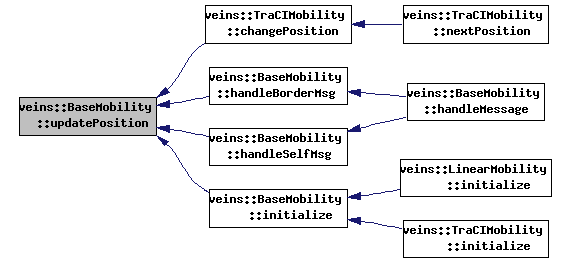 veins::BaseMobility
::updatePosition
veins::TraCIMobility
::changePosition
veins::TraCIMobility
::nextPosition
veins::BaseMobility
::handleBorderMsg
veins::BaseMobility
::handleMessage
veins::BaseMobility
::handleSelfMsg
veins::BaseMobility
::initialize
veins::LinearMobility
::initialize
veins::TraCIMobility
::initialize